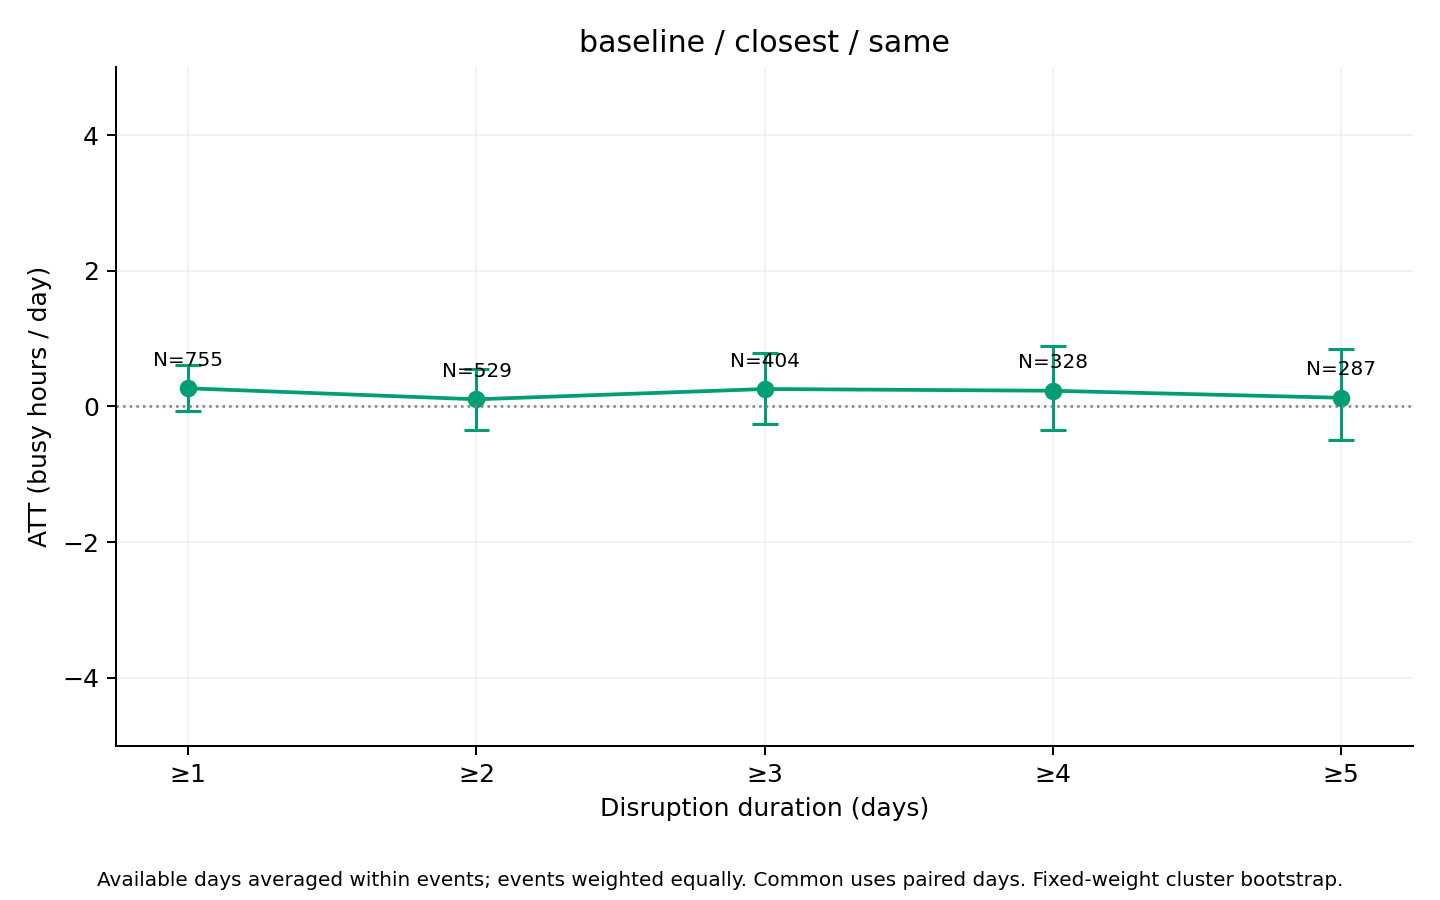 baseline / closest / same
ATT (busy hours / day)
4
2
0
−2
−4
N=755
N=529
N=404
N=328
N=287
≥1
≥2
≥3
≥4
≥5
Disruption duration (days)
Available days averaged within events; events weighted equally. Common uses paired days. Fixed-weight cluster bootstrap.